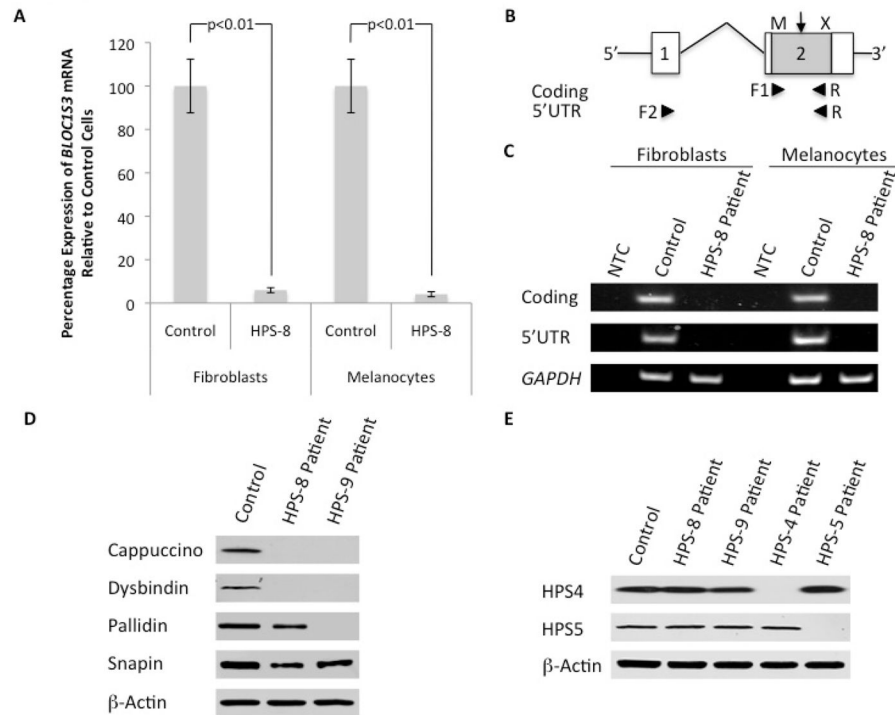 A
p<0.01
p<0.01
Percentage Expression of BLOC1S3 mRNA
Relative to Control Cells
120
100
80
60
40
20
0
Control
HPS-8
Control
HPS-8
Fibroblasts
Melanocytes
B
M
X
5’
1
2
3’
Coding
F1
R
5’UTR
F2
R
C
Fibroblasts
Melanocytes
NTC
Control
HPS-8 Patient
NTC
Control
HPS-8 Patient
Coding
5’UTR
GAPDH
D
Control
HPS-8 Patient
HPS-9 Patient
Cappuccino
Dysbindin
Pallidin
Snapin
β-Actin
E
Control
HPS-8 Patient
HPS-9 Patient
HPS-4 Patient
HPS-5 Patient
HPS4
HPS5
β-Actin